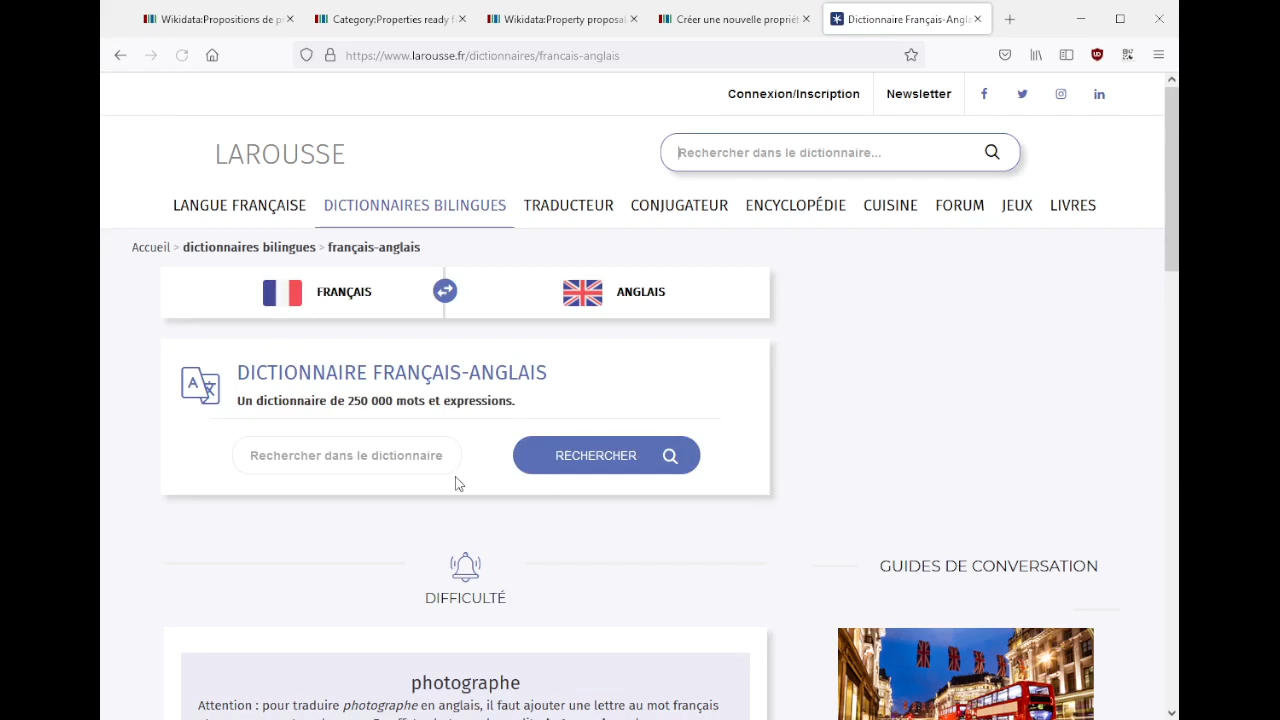 Wikidata:Propositions de p
Category:Properties ready f
Wikidata:Property proposal
Créer une nouvelle proprié
Dictionnaire Français-Angla
https://www.larousse.fr/dictionnaires/francais-anglais
Connexion/Inscription
Newsletter
LAROUSSE
Rechercher dans le dictionnaire...
LANGUE FRANÇAISE
DICTIONNAIRES BILINGUES
TRADUCTEUR
CONJUGATEUR
ENCYCLOPÉDIE
CUISINE
FORUM
JEUX
LIVRES
Accueil > dictionnaires bilingues > français-anglais
FRANÇAIS
ANGLAIS
DICTIONNAIRE FRANÇAIS-ANGLAIS
Un dictionnaire de 250 000 mots et expressions.
Rechercher dans le dictionnaire
RECHERCHER
DIFFICULTÉ
GUIDES DE CONVERSATION
photographe
Attention : pour traduire photographe en anglais, il faut ajouter une lettre au mot français